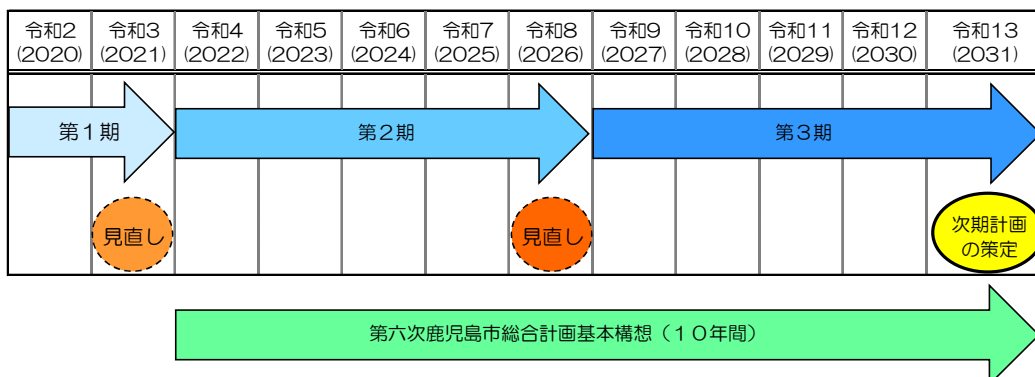 令和2 令和3 令和4 令和5 令和6 令和7 令和8 令和9 令和10 令和11 令和12 令和13
(2020) (2021) (2022) (2023) (2024) (2025) (2026) (2027) (2028) (2029) (2030) (2031)
第1期 第2期 第3期
見直し 見直し 次期計画
の策定
第六次鹿児島市総合計画基本構想（10年間）